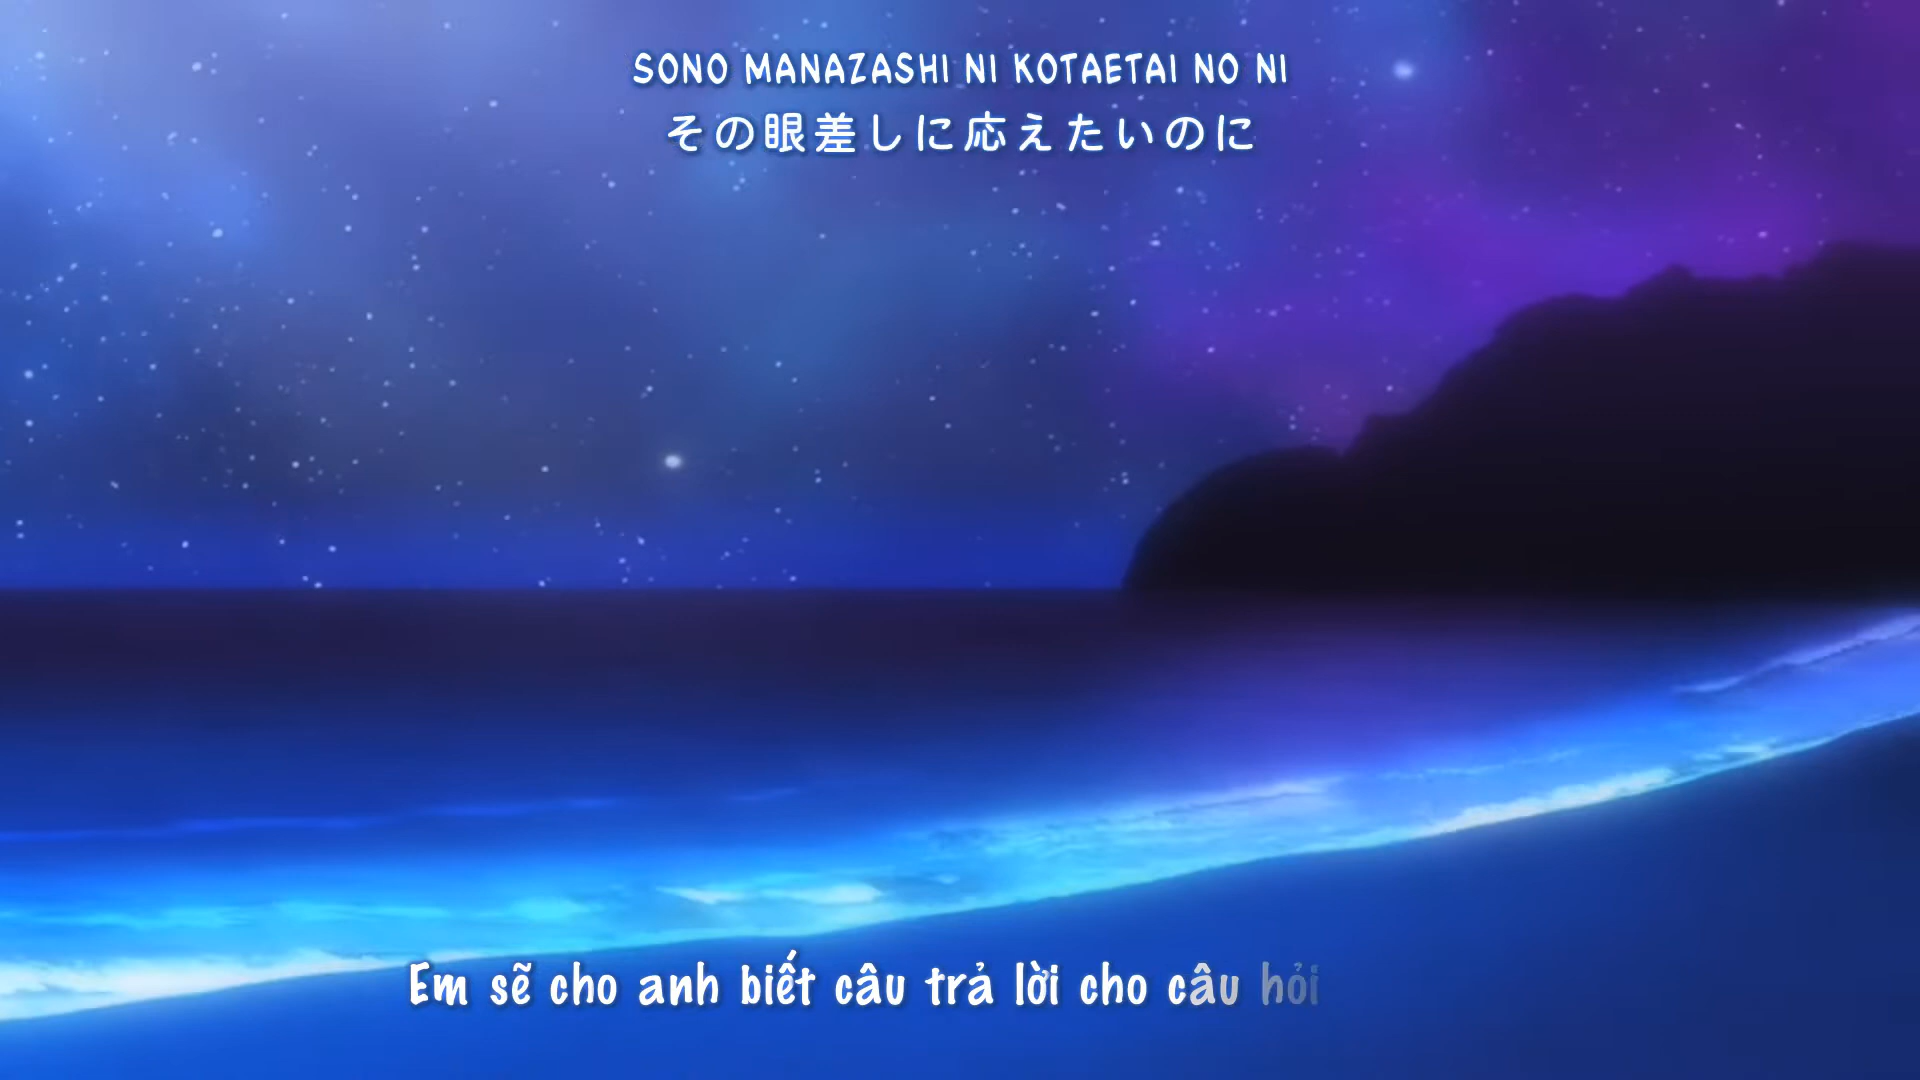 SONO MANAZASHI NI KOTAETAI NO NI
その眼差しに応えたいのに
Em sẽ cho anh biết câu trả lời cho câu hỏi